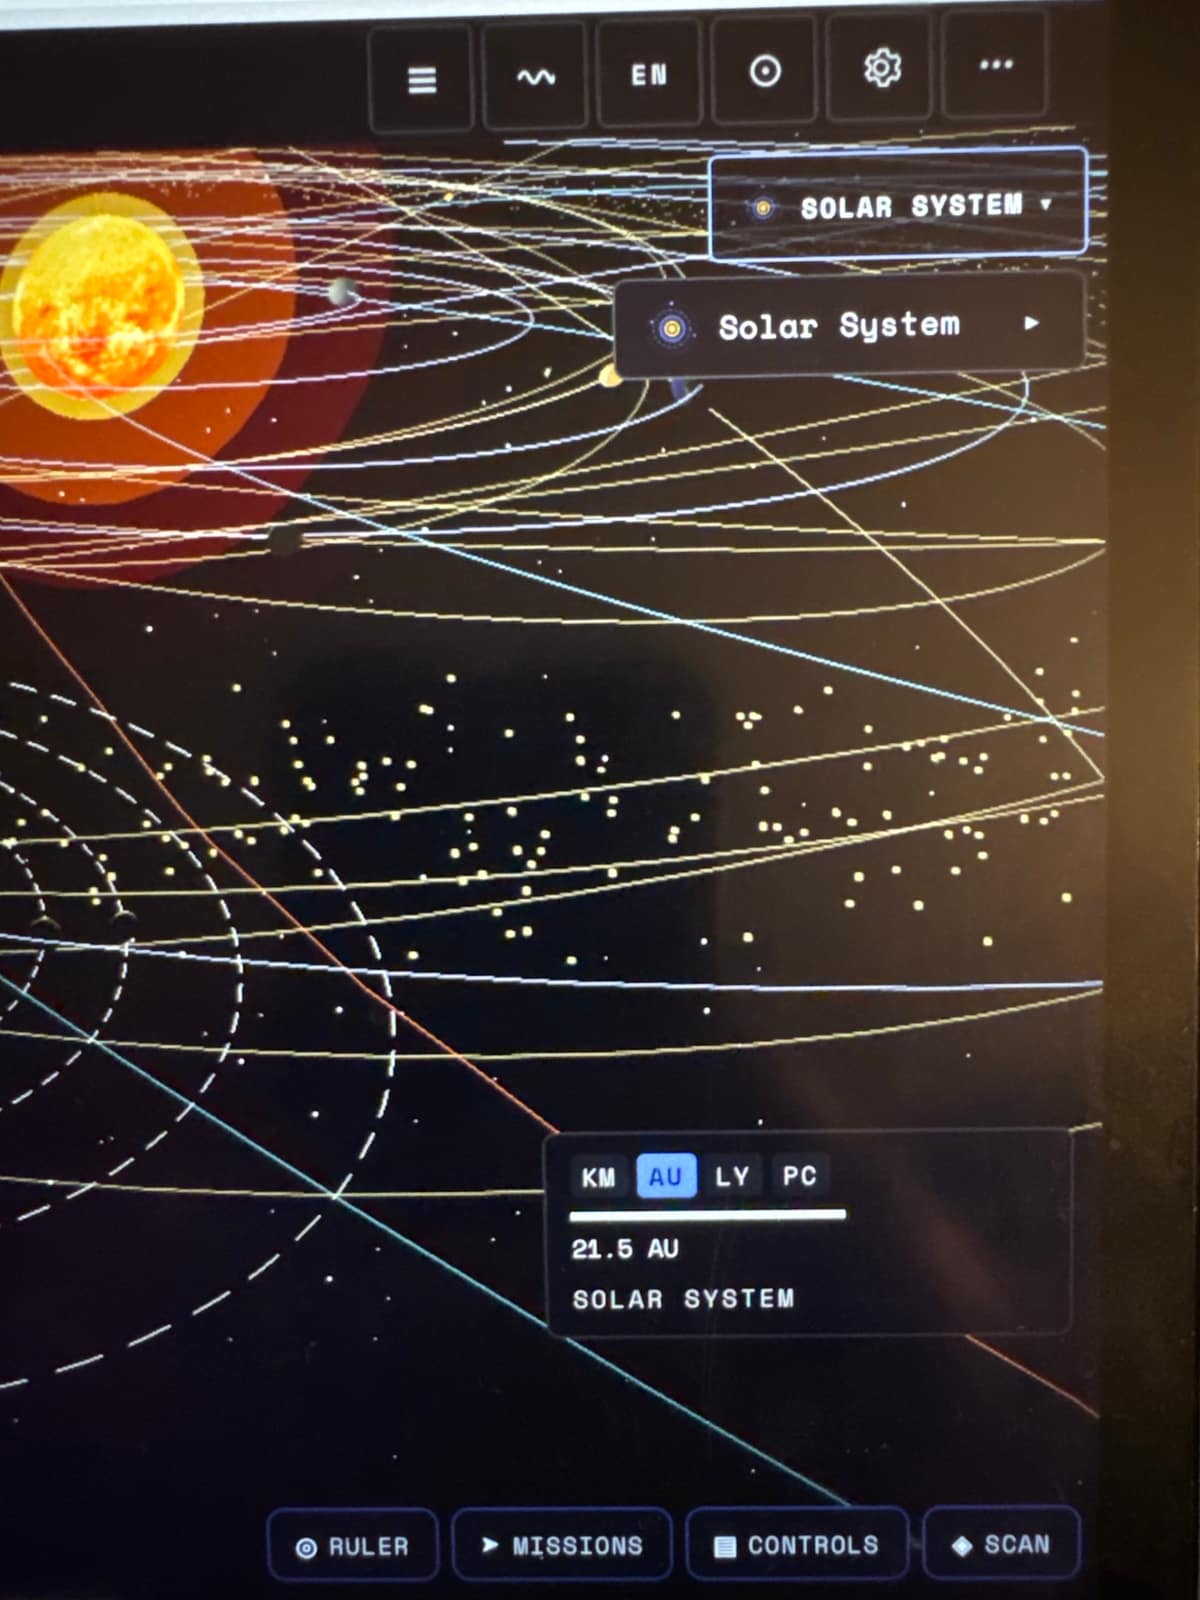 EN
SOLAR SYSTEM
Solar System
KM AU LY PC
21.5 AU
SOLAR SYSTEM
RULER MISSIONS CONTROLS SCAN